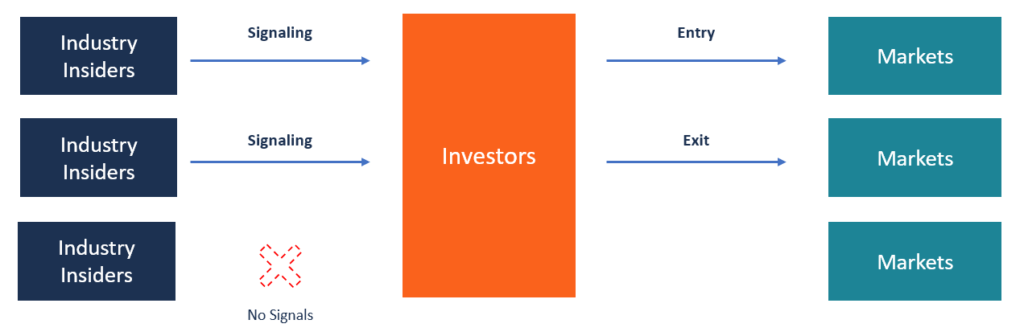 Industry
Insiders
Signaling
Entry
Markets
Industry
Insiders
Signaling
Investors
Exit
Markets
Industry
Insiders
No Signals
Markets